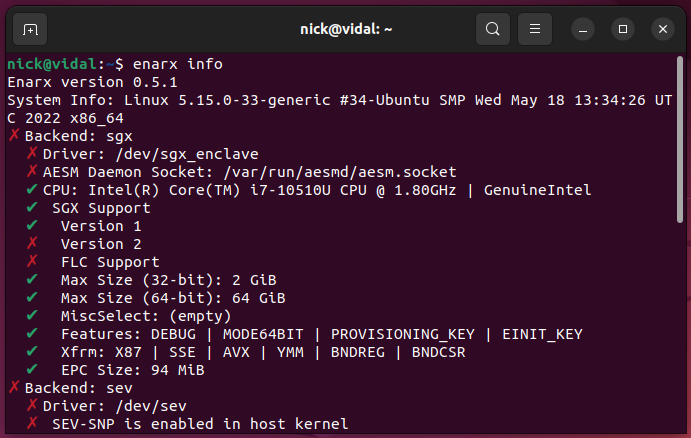 nick@vidal: ~
nick@vidal:~$ enarx info
Enarx version 0.5.1
System Info: Linux 5.15.0-33-generic #34-Ubuntu SMP Wed May 18 13:34:26 UT
C 2022 x86_64
✗ Backend: sgx
✗ Driver: /dev/sgx_enclave
✗ AESM Daemon Socket: /var/run/aesmd/aesm.socket
✔ CPU: Intel(R) Core(TM) i7-10510U CPU @ 1.80GHz | GenuineIntel
✔ SGX Support
✔ Version 1
✗ Version 2
✗ FLC Support
✔ Max Size (32-bit): 2 GiB
✔ Max Size (64-bit): 64 GiB
✔ MiscSelect: (empty)
✔ Features: DEBUG | MODE64BIT | PROVISIONING_KEY | EINIT_KEY
✔ Xfrm: X87 | SSE | AVX | YMM | BNDREG | BNDCSR
✔ EPC Size: 94 MiB
✗ Backend: sev
✗ Driver: /dev/sev
✗ SEV-SNP is enabled in host kernel